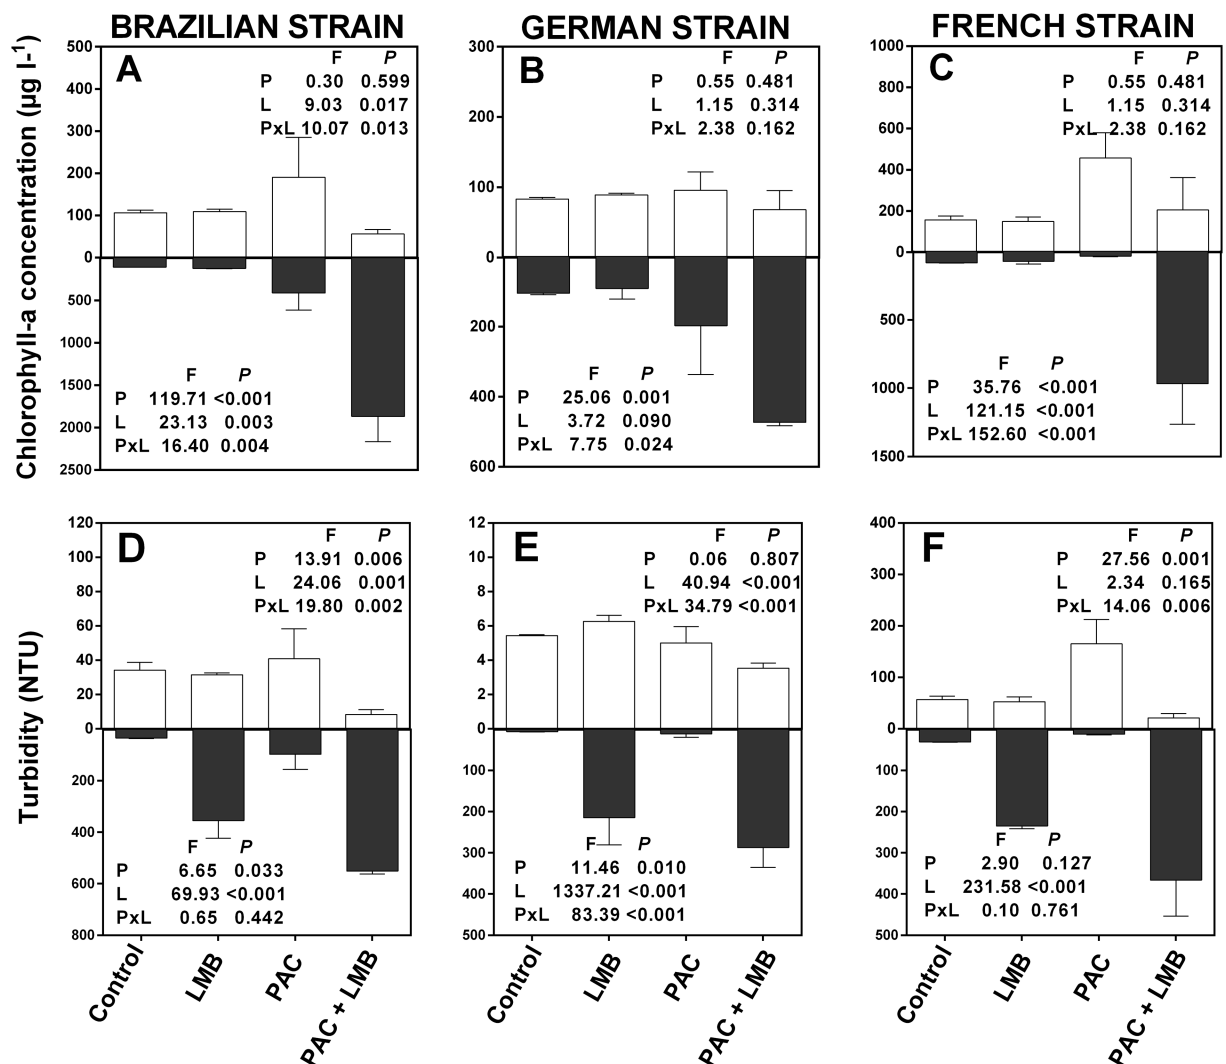 BRAZILIAN STRAIN
GERMAN STRAIN
FRENCH STRAIN
Chlorophyll-a concentration (µg l-1)
A
F P
P 0.30 0.599
L 9.03 0.017
PxL 10.07 0.013
500
400
300
200
100
0
500
1000
1500
2000
2500
F P
P 119.71 <0.001
L 23.13 0.003
PxL 16.40 0.004
B
F P
P 0.55 0.481
L 1.15 0.314
PxL 2.38 0.162
300
200
100
0
200
400
600
F P
P 25.06 0.001
L 3.72 0.090
PxL 7.75 0.024
C
F P
P 0.55 0.481
L 1.15 0.314
PxL 2.38 0.162
1000
800
600
400
200
0
500
1000
1500
F P
P 35.76 <0.001
L 121.15 <0.001
PxL 152.60 <0.001
Turbidity (NTU)
D
F P
P 13.91 0.006
L 24.06 0.001
PxL 19.80 0.002
120
100
80
60
40
20
0
200
400
600
800
F P
P 6.65 0.033
L 69.93 <0.001
PxL 0.65 0.442
Control
LMB
PAC
PAC + LMB
E
F P
P 0.06 0.807
L 40.94 <0.001
PxL 34.79 <0.001
12
10
8
6
4
2
0
100
200
300
400
500
F P
P 11.46 0.010
L 1337.21 <0.001
PxL 83.39 <0.001
Control
LMB
PAC
PAC + LMB
F
F P
P 27.56 0.001
L 2.34 0.165
PxL 14.06 0.006
400
300
200
100
0
100
200
300
400
500
F P
P 2.90 0.127
L 231.58 <0.001
PxL 0.10 0.761
Control
LMB
PAC
PAC + LMB